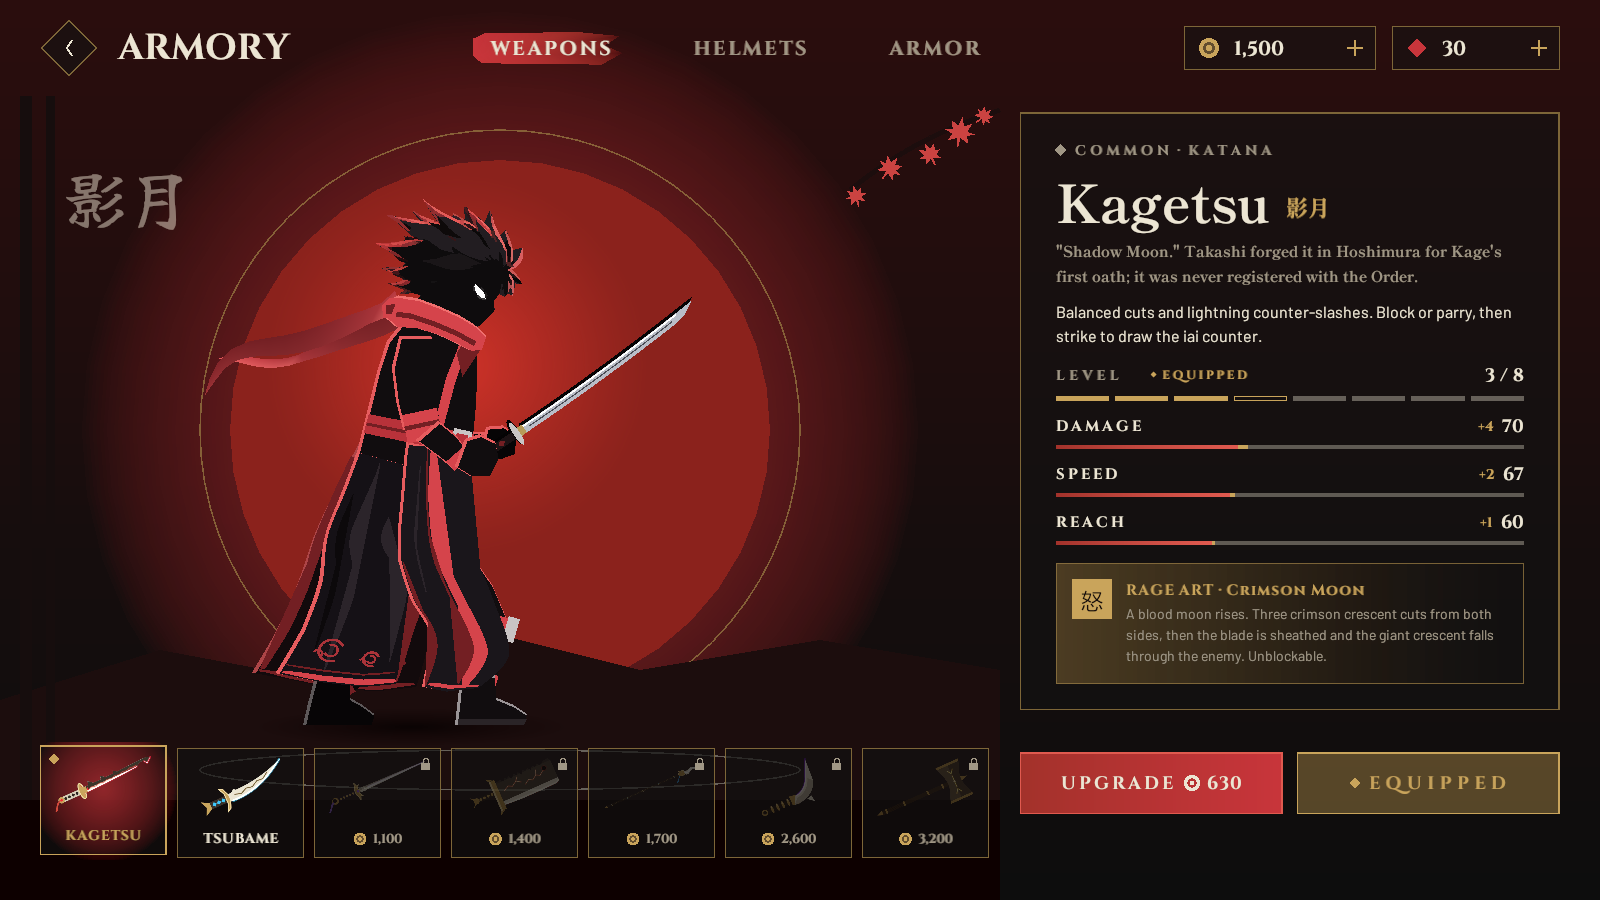 ARMORY
WEAPONS
HELMETS
ARMOR
1,500
30
影月
COMMON · KATANA
Kagetsu 影月
"Shadow Moon." Takashi forged it in Hoshimura for Kage's
first oath; it was never registered with the Order.
Balanced cuts and lightning counter-slashes. Block or parry, then
strike to draw the iai counter.
LEVEL EQUIPPED 3 / 8
DAMAGE +4 70
SPEED +2 67
REACH +1 60
怒
RAGE ART · Crimson Moon
A blood moon rises. Three crimson crescent cuts from both
sides, then the blade is sheathed and the giant crescent falls
through the enemy. Unblockable.
KAGETSU
TSUBAME
1,100
1,400
1,700
2,600
3,200
UPGRADE 630
EQUIPPED